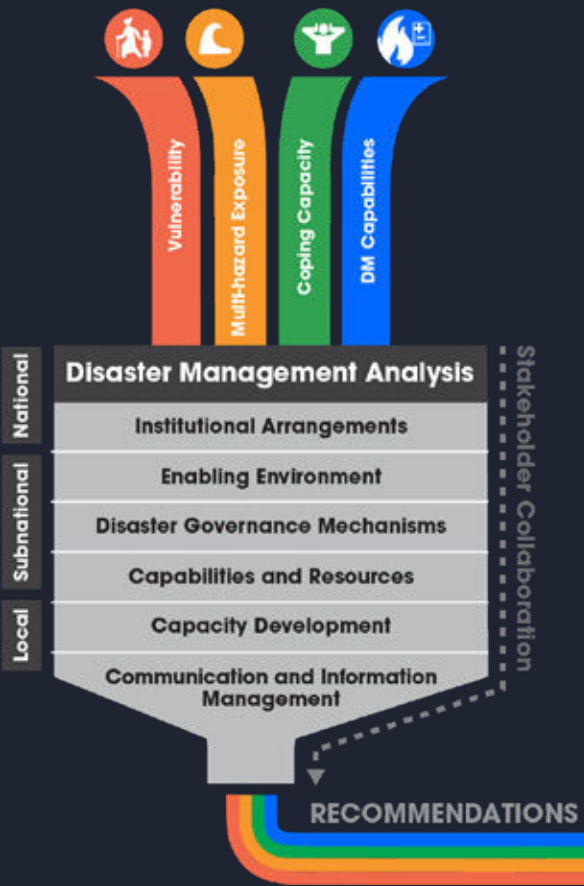 Vulnerability
Multi-hazard Exposure
Coping Capacity
DM Capabilities
National
Subnational
Local
Disaster Management Analysis
Institutional Arrangements
Enabling Environment
Disaster Governance Mechanisms
Capabilities and Resources
Capacity Development
Communication and Information
Management
Stakeholder Collaboration
RECOMMENDATIONS